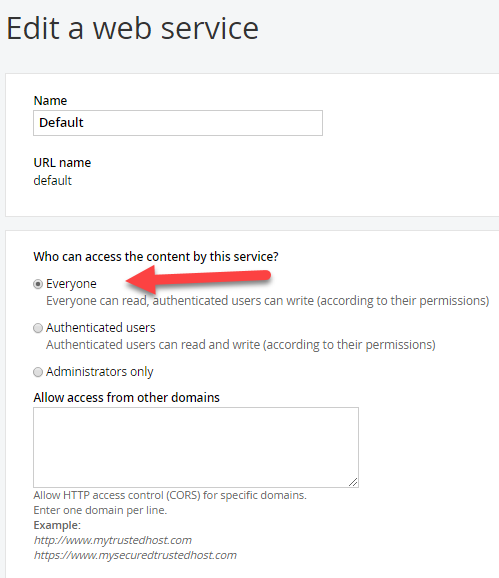 Edit a web service
Name
Default
URL name
default
Who can access the content by this service?
Everyone
Everyone can read, authenticated users can write (according to their permissions)
Authenticated users
Authenticated users can read and write (according to their permissions)
Administrators only
Allow access from other domains
Allow HTTP access control (CORS) for specific domains.
Enter one domain per line.
Example:
http://www.mytrustedhost.com
https://www.mysecuredtrustedhost.com